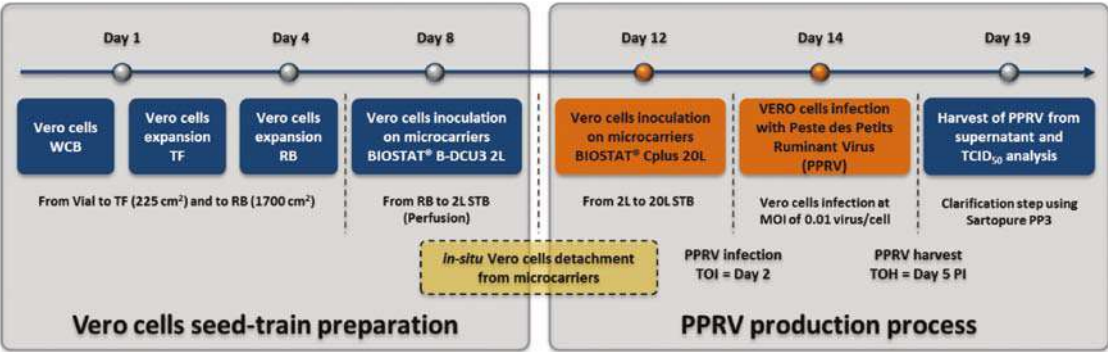 Day 1
Day 4
Day 8
Day 12
Day 14
Day 19
Vero cells
WCB
Vero cells
expansion
TF
Vero cells
expansion
RB
Vero cells inoculation
on microcarriers
BIOSTAT® B-DCU3 2L
Vero cells inoculation
on microcarriers
BIOSTAT® Cplus 20L
VERO cells infection
with Peste des Petits
Ruminant Virus
(PPRV)
Harvest of PPRV from
supernatant and
TCID₅₀ analysis
From Vial to TF (225 cm²) and to RB (1700 cm²)
From RB to 2L STB
(Perfusion)
From 2L to 20L STB
Vero cells infection at
MOI of 0.01 virus/cell
Clarification step using
Sartopure PP3
in-situ Vero cells detachment
from microcarriers
PPRV infection
TOI = Day 2
PPRV harvest
TOH = Day 5 PI
Vero cells seed-train preparation
PPRV production process